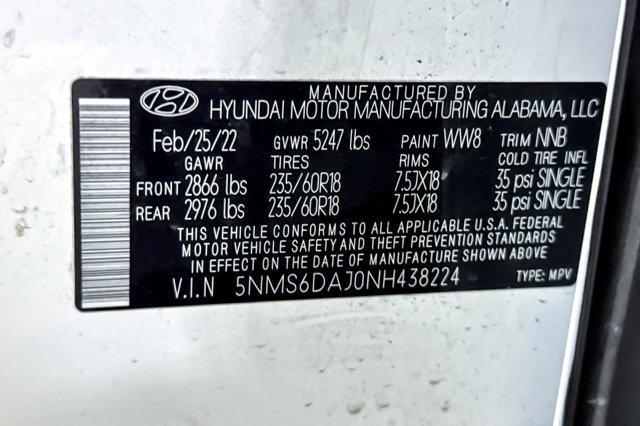 MANUFACTURED BY
HYUNDAI MOTOR MANUFACTURING ALABAMA, LLC
Feb/25/22 GVWR 5247 lbs PAINT WW8 TRIM NNB
GAWR TIRES RIMS COLD TIRE INFL
FRONT 2866 lbs 235/60R18 7.5JX18 35 psi SINGLE
REAR 2976 lbs 235/60R18 7.5JX18 35 psi SINGLE
THIS VEHICLE CONFORMS TO ALL APPLICABLE U.S.A. FEDERAL
MOTOR VEHICLE SAFETY AND THEFT PREVENTION STANDARDS
IN EFFECT ON THE DATE OF MANUFACTURE SHOWN ABOVE
V.I.N 5NMS6DAJ0NH438224 TYPE: MPV